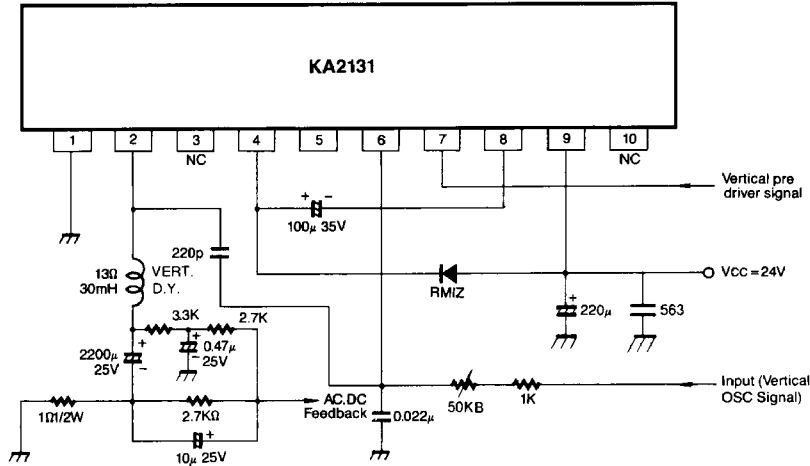 KA2131
1 2 3 4 5 6 7 8 9 10
NC NC
Vertical pre
driver signal
+ −
100μ 35V
220p
13Ω VERT.
30mH D.Y.
RMIZ
VCC = 24V
+
220μ
563
3.3K 2.7K
+
2200μ
25V −
+
0.47μ
− 25V
1Ω1/2W
2.7KΩ
AC.DC
Feedback
+
10μ 25V
0.022μ
50KB
1K
Input (Vertical
OSC Signal)